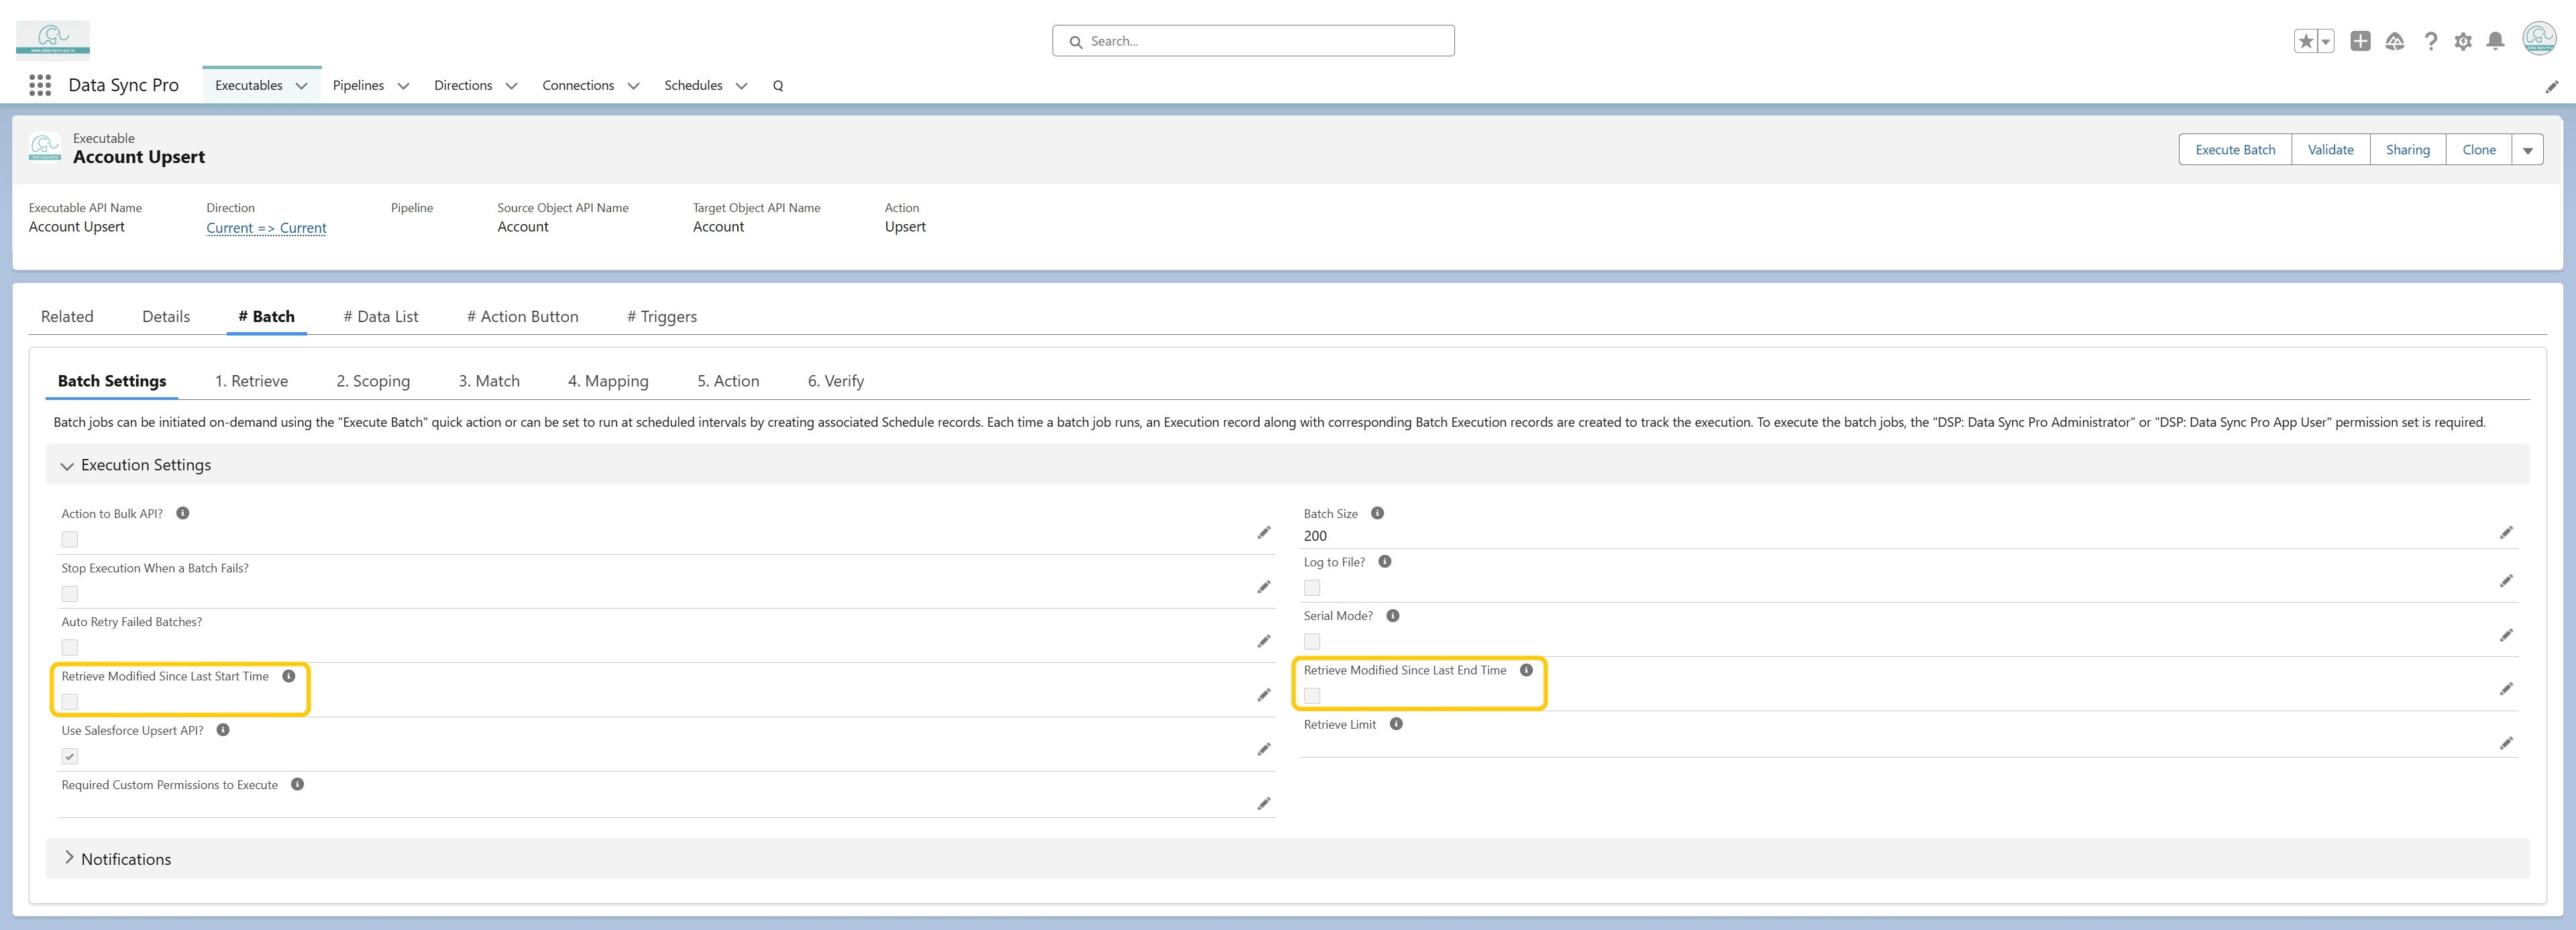 www.data-sync-pro.io
Search...
Data Sync Pro
Executables
Pipelines
Directions
Connections
Schedules
Q
Data Sync Pro
Executable
Account Upsert
Execute Batch
Validate
Sharing
Clone
Executable API Name
Account Upsert
Direction
Current => Current
Pipeline
Source Object API Name
Account
Target Object API Name
Account
Action
Upsert
Related
Details
# Batch
# Data List
# Action Button
# Triggers
Batch Settings
1. Retrieve
2. Scoping
3. Match
4. Mapping
5. Action
6. Verify
Batch jobs can be initiated on-demand using the "Execute Batch" quick action or can be set to run at scheduled intervals by creating associated Schedule records. Each time a batch job runs, an Execution record along with corresponding Batch Execution records are created to track the execution. To execute the batch jobs, the "DSP: Data Sync Pro Administrator" or "DSP: Data Sync Pro App User" permission set is required.
Execution Settings
Action to Bulk API?
Batch Size
200
Stop Execution When a Batch Fails?
Log to File?
Auto Retry Failed Batches?
Serial Mode?
Retrieve Modified Since Last Start Time
Retrieve Modified Since Last End Time
Use Salesforce Upsert API?
Retrieve Limit
Required Custom Permissions to Execute
Notifications